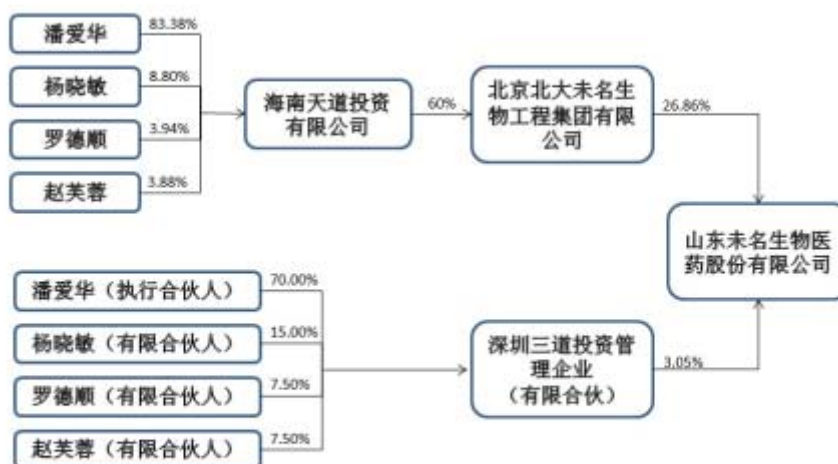 潘爱华
83.38%
杨晓敏
8.80%
罗德顺
3.94%
赵芙蓉
3.88%
海南天道投资
有限公司
60%
北京北大未名生
物工程集团有限
公司
26.86%
山东未名生物医
药股份有限公司
潘爱华（执行合伙人）
70.00%
杨晓敏（有限合伙人）
15.00%
罗德顺（有限合伙人）
7.50%
赵芙蓉（有限合伙人）
7.50%
深圳三道投资管
理企业
（有限合伙）
3.05%